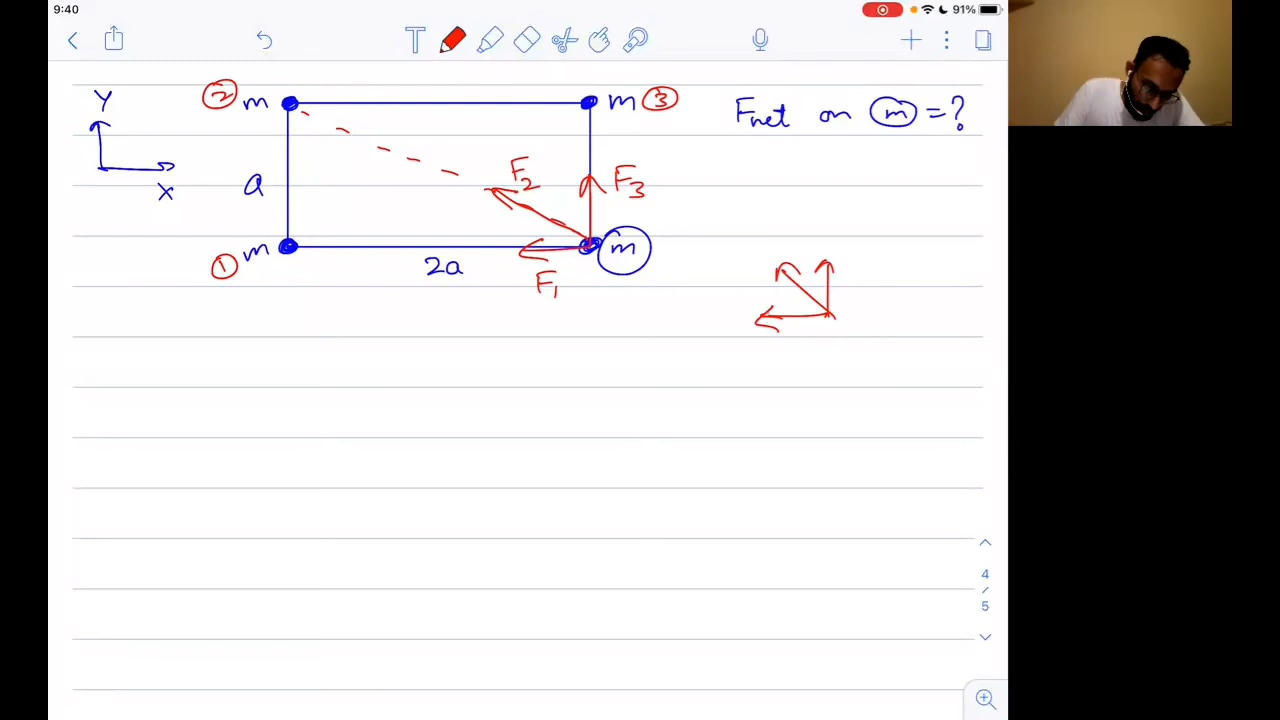 9:40
91%
T
Y
② m
m ③
Fnet on m = ?
X
a
F₂
F₃
① m
m
2a
F₁
4
/
5